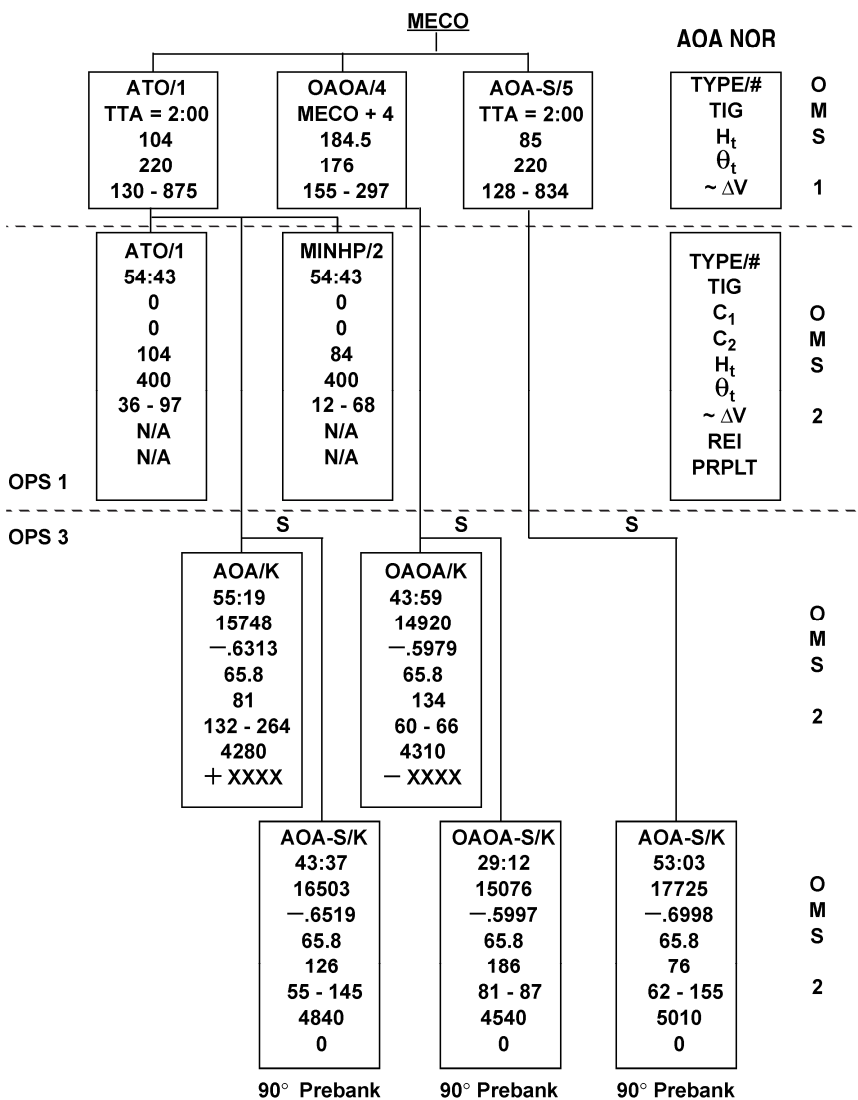 MECO
AOA NOR
ATO/1
TTA = 2:00
104
220
130 - 875
OAOA/4
MECO + 4
184.5
176
155 - 297
AOA-S/5
TTA = 2:00
85
220
128 - 834
TYPE/#
TIG
Ht
θt
~ ΔV
O
M
S
1
ATO/1
54:43
0
0
104
400
36 - 97
N/A
N/A
MINHP/2
54:43
0
0
84
400
12 - 68
N/A
N/A
TYPE/#
TIG
C1
C2
Ht
θt
~ ΔV
REI
PRPLT
O
M
S
2
OPS 1
OPS 3
S
S
S
AOA/K
55:19
15748
—.6313
65.8
81
132 - 264
4280
+ XXXX
OAOA/K
43:59
14920
—.5979
65.8
134
60 - 66
4310
— XXXX
O
M
S
2
AOA-S/K
43:37
16503
—.6519
65.8
126
55 - 145
4840
0
90° Prebank
OAOA-S/K
29:12
15076
—.5997
65.8
186
81 - 87
4540
0
90° Prebank
AOA-S/K
53:03
17725
—.6998
65.8
76
62 - 155
5010
0
90° Prebank
O
M
S
2